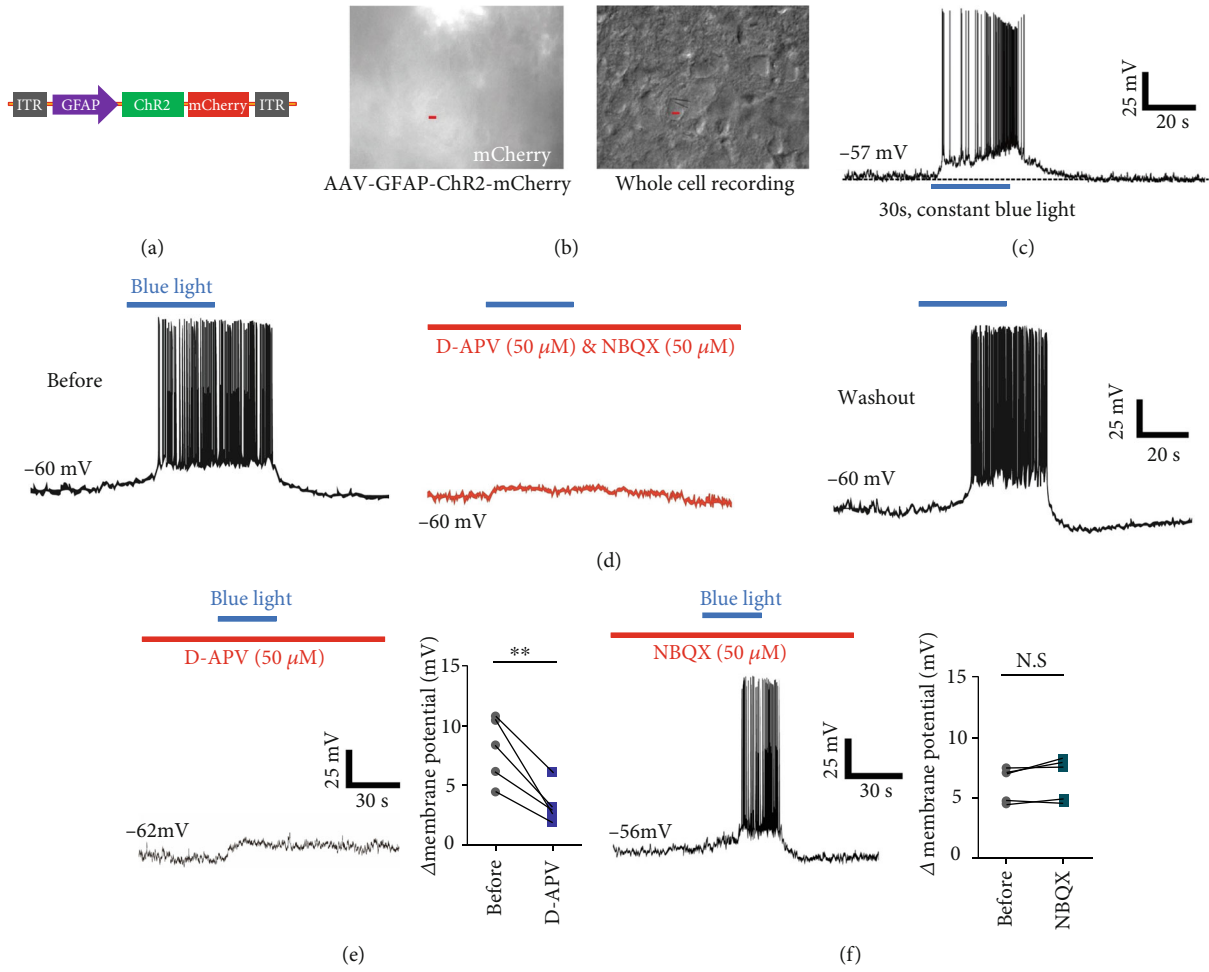 ITR GFAP ChR2 mCherry ITR
(a)
mCherry
AAV-GFAP-ChR2-mCherry
Whole cell recording
(b)
–57 mV
25 mV
20 s
30s, constant blue light
(c)
Blue light
Before
–60 mV
D-APV (50 μM) & NBQX (50 μM)
–60 mV
Washout
–60 mV
25 mV
20 s
(d)
Blue light
D-APV (50 μM)
–62mV
25 mV
30 s
Δmembrane potential (mV)
15
10
5
0
**
Before
D-APV
(e)
Blue light
NBQX (50 μM)
–56mV
25 mV
30 s
Δ membrane potential (mV)
15
10
5
0
N.S
Before
NBQX
(f)